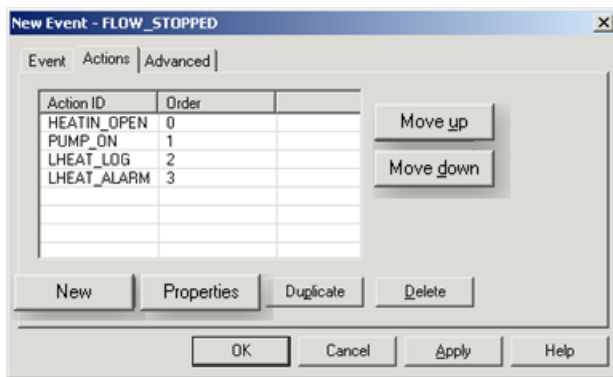 New Event - FLOW_STOPPED
Event Actions Advanced
Action ID Order
HEATIN_OPEN 0
PUMP_ON 1
LHEAT_LOG 2
LHEAT_ALARM 3
Move up
Move down
New Properties Duplicate Delete
OK Cancel Apply Help